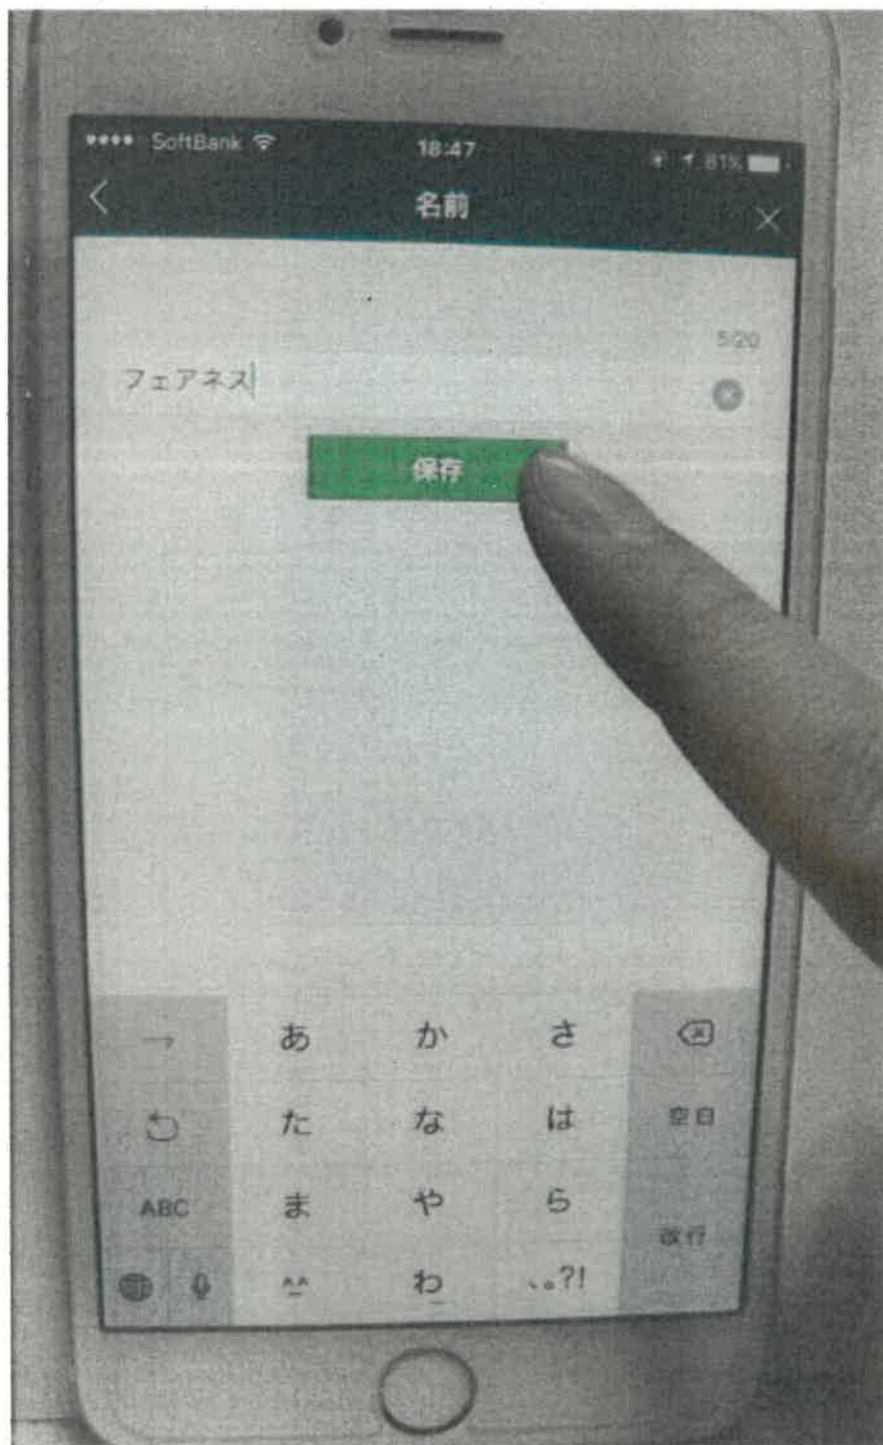 SoftBank 18:47 81%
名前
5/20
フェアネス
保存
→ あ か さ
た な は 空白
ABC ま や ら
改行
^^ わ 、。?!